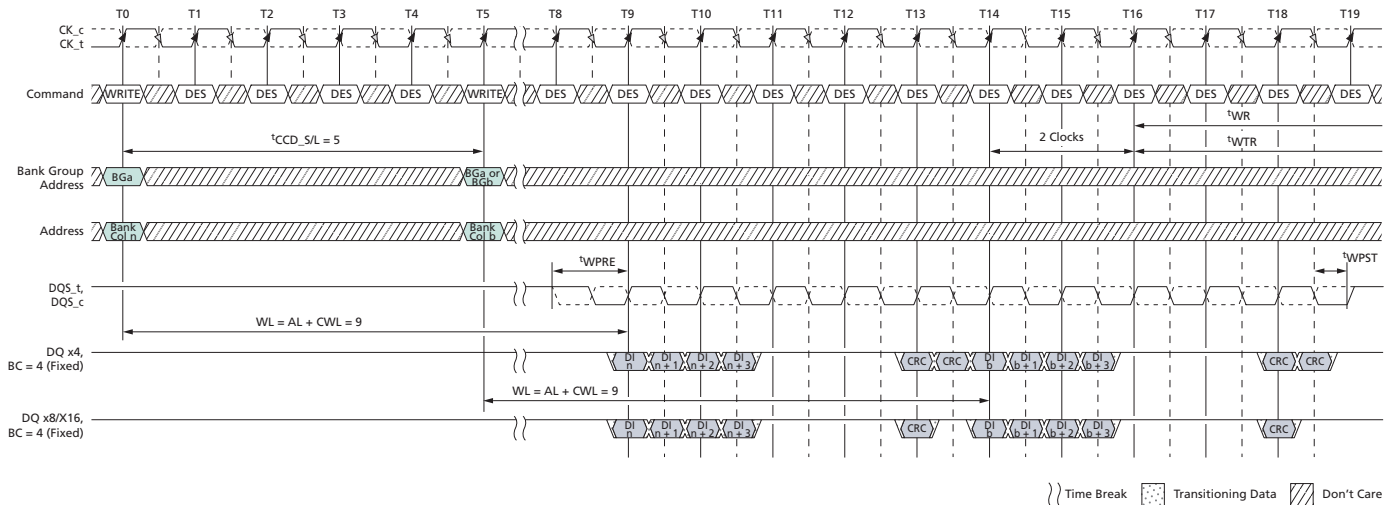 T0 T1 T2 T3 T4 T5 T8 T9 T10 T11 T12 T13 T14 T15 T16 T17 T18 T19
CK_c
CK_t
Command WRITE DES DES DES DES WRITE DES DES DES DES DES DES DES DES DES DES DES DES
tWR
tCCD_S/L = 5 2 Clocks tWTR
Bank Group
Address BGa BGa or
BGb
Address Bank
Col n Bank
Col b
tWPRE tWPST
DQS_t,
DQS_c
WL = AL + CWL = 9
DQ x4,
BC = 4 (Fixed)
DI
n DI
n + 1 DI
n + 2 DI
n + 3 CRC CRC DI
b DI
b + 1 DI
b + 2 DI
b + 3 CRC CRC
WL = AL + CWL = 9
DQ x8/X16,
BC = 4 (Fixed)
DI
n DI
n + 1 DI
n + 2 DI
n + 3 CRC DI
b DI
b + 1 DI
b + 2 DI
b + 3 CRC
Time Break Transitioning Data Don't Care